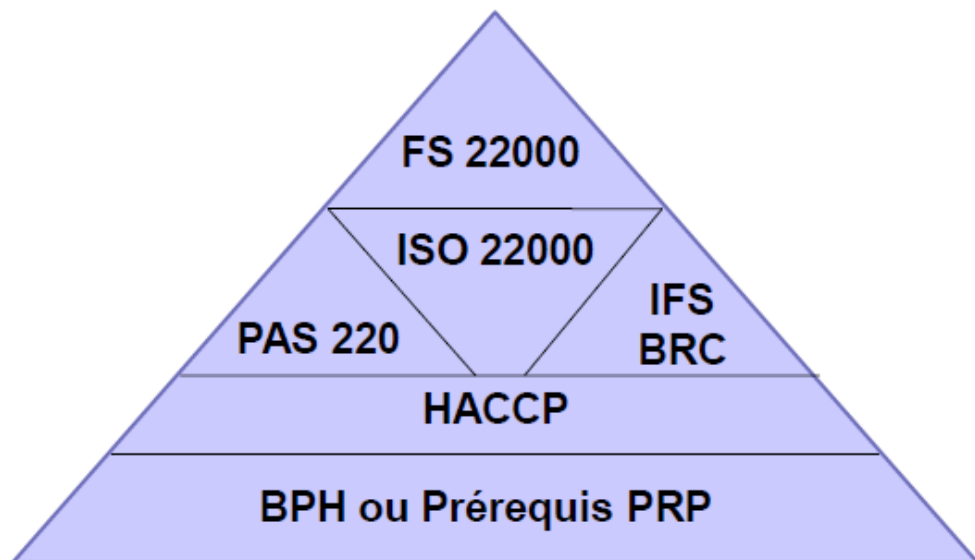 FS 22000
ISO 22000
IFS
BRC
PAS 220
HACCP
BPH ou Prérequis PRP